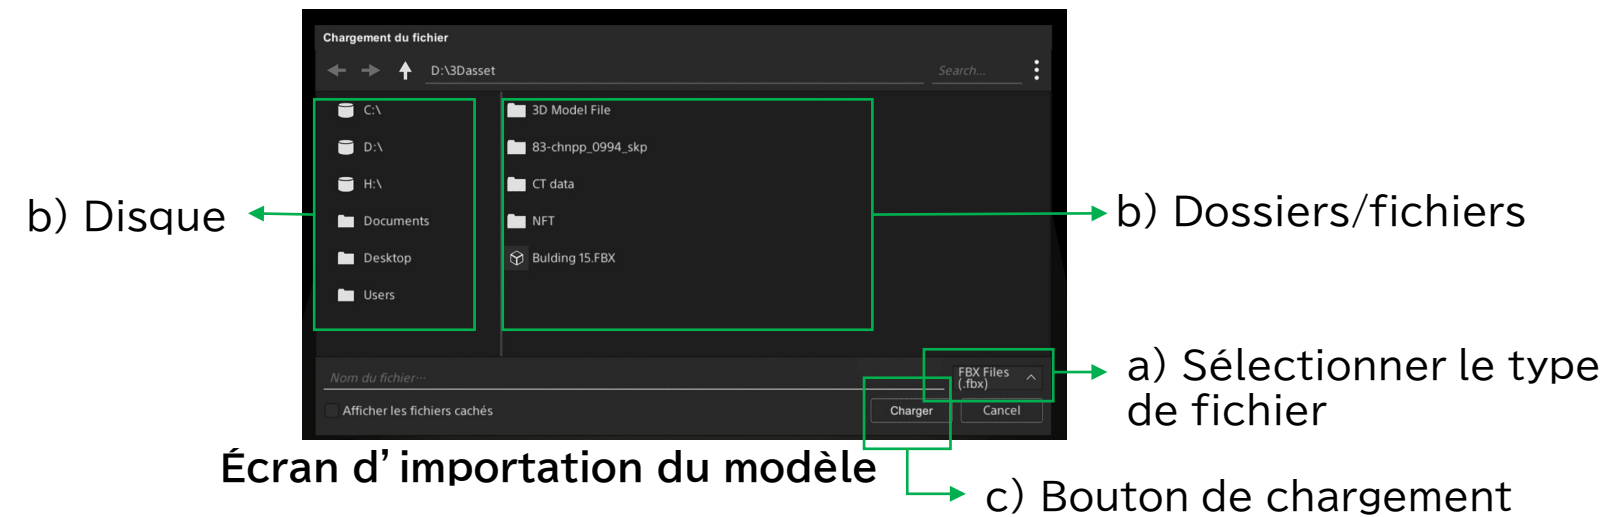 Chargement du fichier
D:\3Dasset
Search...
C:\
D:\
H:\
Documents
Desktop
Users
3D Model File
83-chnpp_0994_skp
CT data
NFT
Bulding 15.FBX
b) Disque
b) Dossiers/fichiers
Nom du fichier…
FBX Files
(.fbx)
Afficher les fichiers cachés
Charger
Cancel
a) Sélectionner le type
de fichier
Écran d’importation du modèle
c) Bouton de chargement